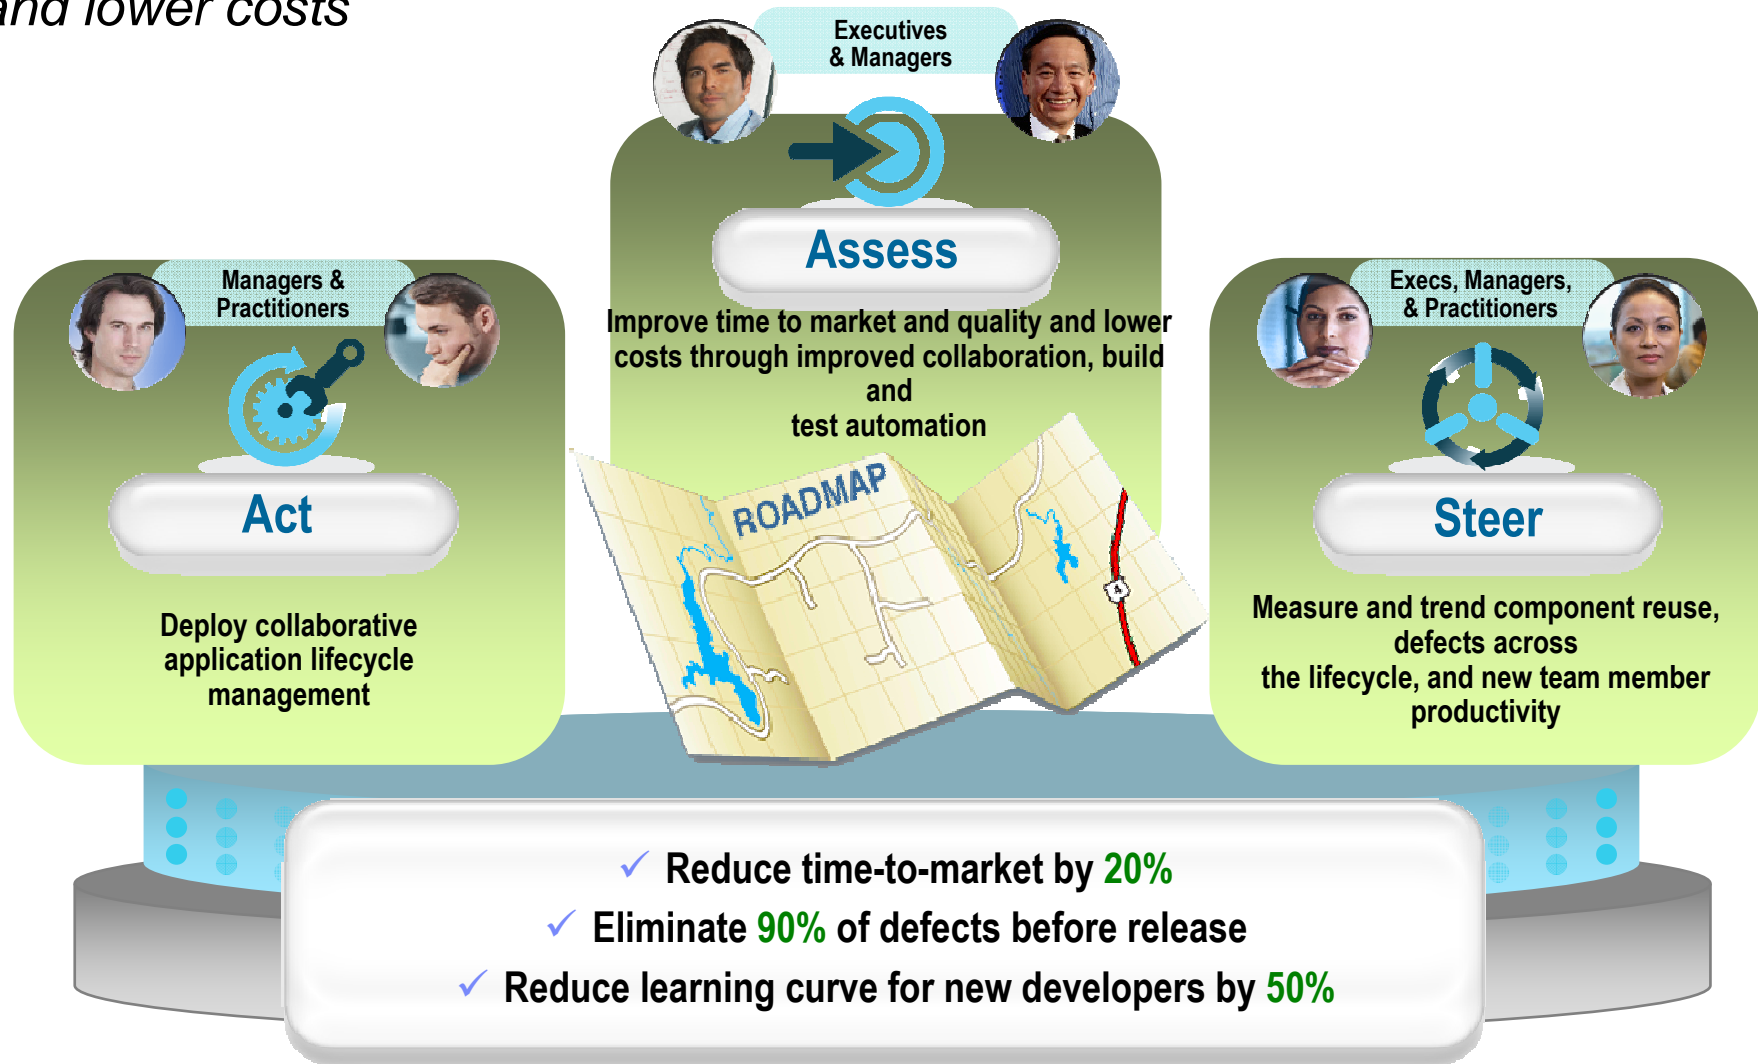 and lower costs
Executives
& Managers
Assess
Improve time to market and quality and lower
costs through improved collaboration, build
and
test automation
Managers &
Practitioners
Act
Deploy collaborative
application lifecycle
management
ROADMAP
4
Execs, Managers,
& Practitioners
Steer
Measure and trend component reuse,
defects across
the lifecycle, and new team member
productivity
✓ Reduce time-to-market by 20%
✓ Eliminate 90% of defects before release
✓ Reduce learning curve for new developers by 50%